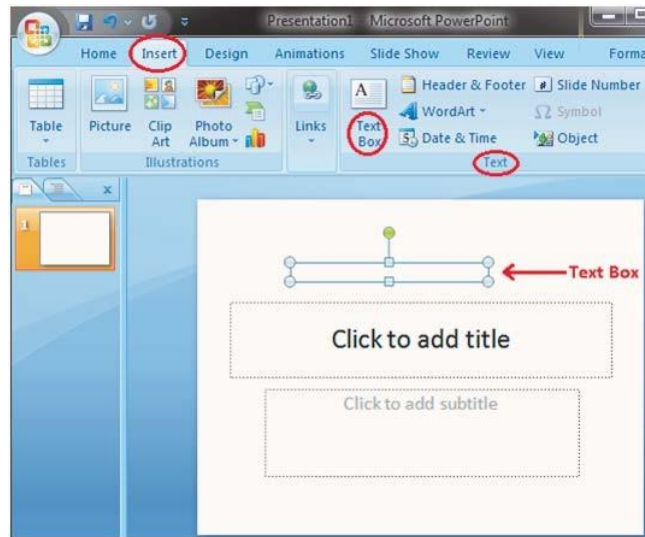 Presentation1 Microsoft PowerPoint
Home Insert Design Animations Slide Show Review View Forma
Table
Picture
Clip Art
Photo Album
Links
A
Text Box
Header & Footer
WordArt
5 Date & Time
# Slide Number
Ω Symbol
Object
Tables Illustrations Text
x
1
Text Box
Click to add title
Click to add subtitle